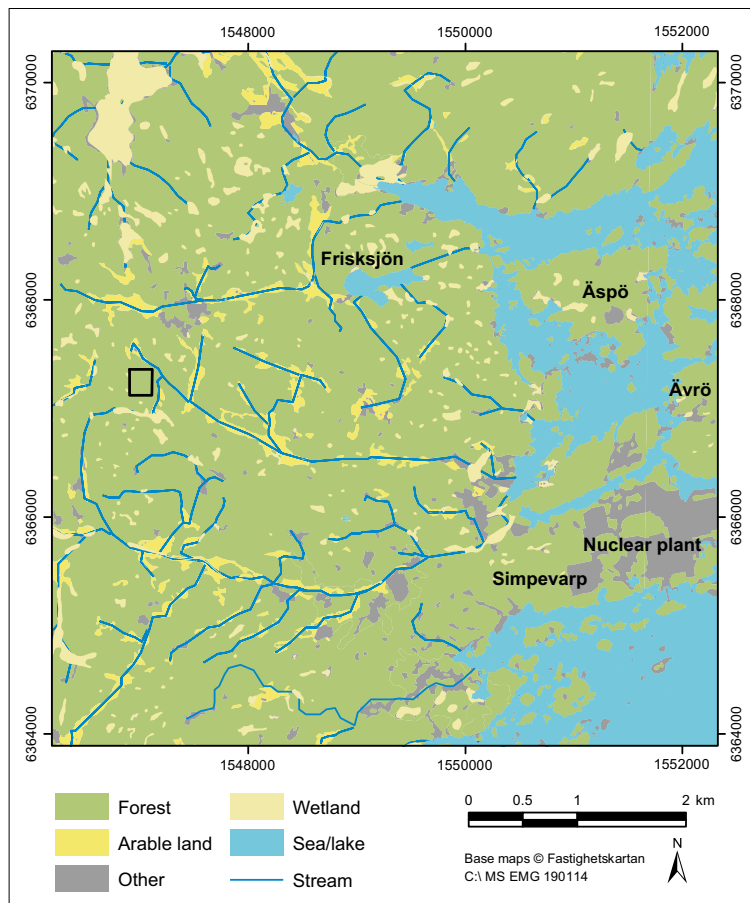 1548000 1550000 1552000
6370000 6370000
Frisksjön
Äspö
6368000 6368000
Ävrö
6366000 6366000
Nuclear plant
Simpevarp
6364000 6364000
1548000 1550000 1552000
Forest Wetland
0 0.5 1 2 km
Arable land Sea/lake
Other Stream
Base maps © Fastighetskartan
C:\ MS EMG 190114
N